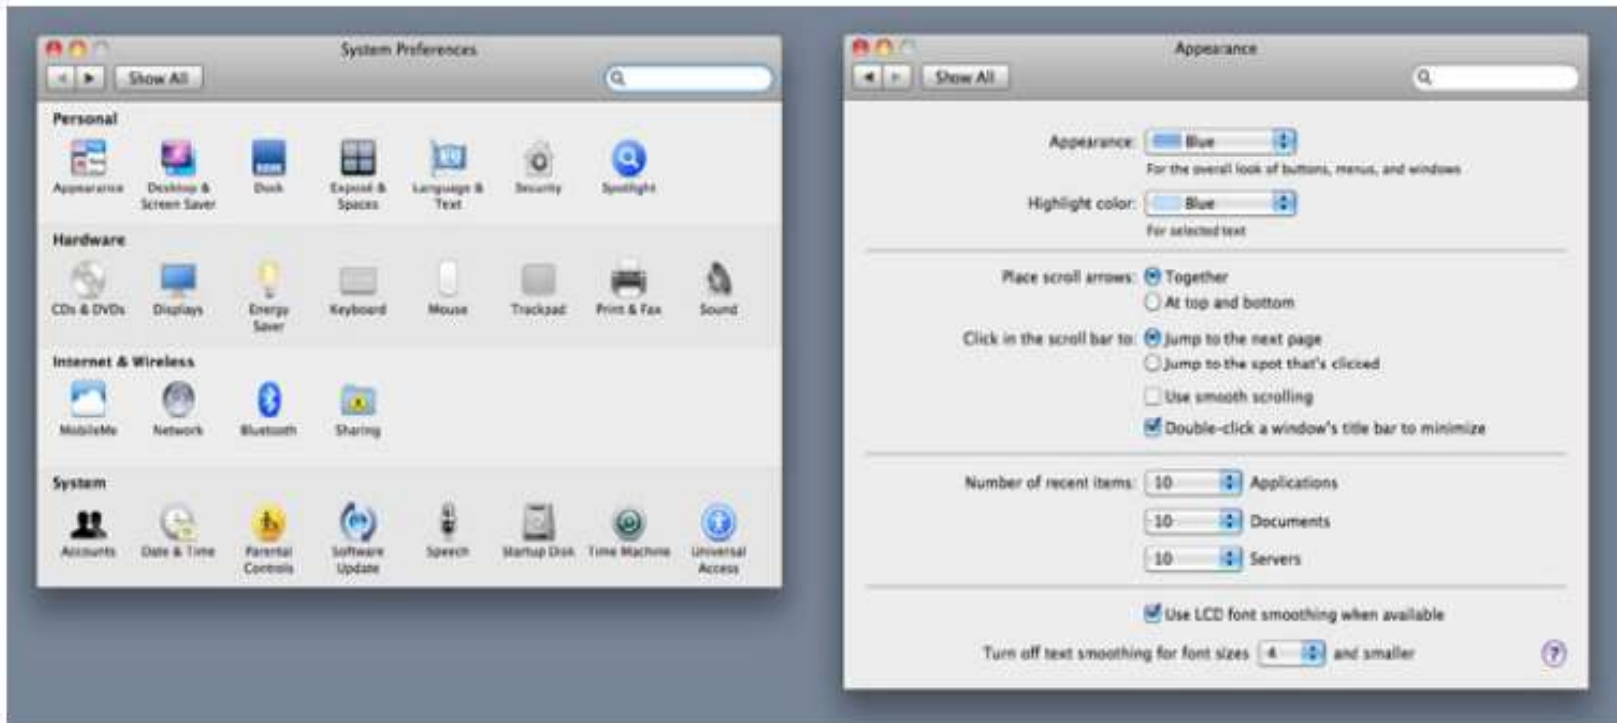 System Preferences
Show All
Personal
Appearance
Desktop &
Screen Saver
Dock
Exposé &
Spaces
Language &
Text
Security
Spotlight
Hardware
CDs & DVDs
Displays
Energy
Saver
Keyboard
Mouse
Trackpad
Print & Fax
Sound
Internet & Wireless
MobileMe
Network
Bluetooth
Sharing
System
Accounts
Date & Time
Parental
Controls
Software
Update
Speech
Startup Disk
Time Machine
Universal
Access
Appearance
Show All
Appearance: Blue
For the overall look of buttons, menus, and windows
Highlight color: Blue
For selected text
Place scroll arrows: Together
At top and bottom
Click in the scroll bar to: Jump to the next page
Jump to the spot that's clicked
Use smooth scrolling
Double-click a window's title bar to minimize
Number of recent items: 10 Applications
10 Documents
10 Servers
Use LCD font smoothing when available
Turn off text smoothing for font sizes 4 and smaller
?